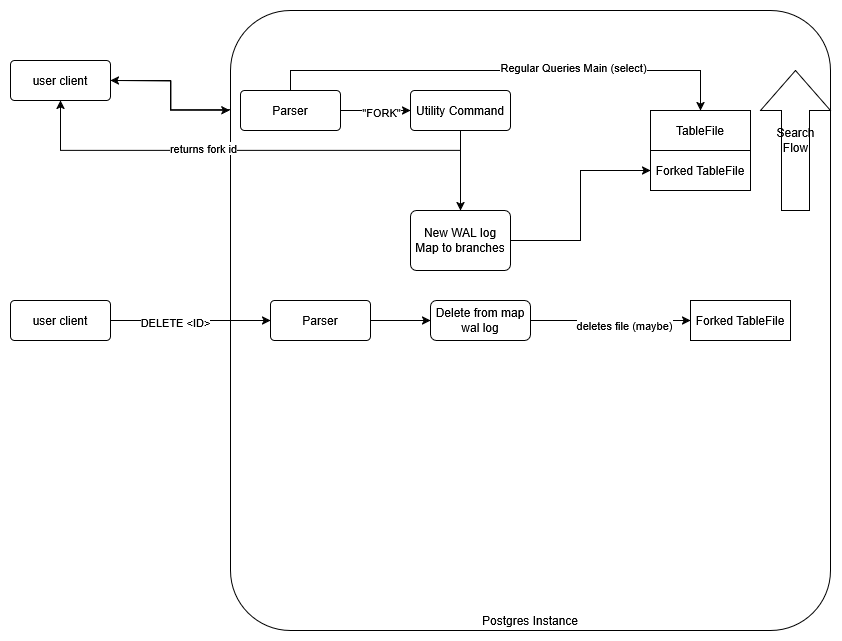 Regular Queries Main (select)
user client
Parser
"FORK"
Utility Command
TableFile
Search
Flow
returns fork id
Forked TableFile
New WAL log
Map to branches
user client
DELETE <ID>
Parser
Delete from map
wal log
deletes file (maybe)
Forked TableFile
Postgres Instance